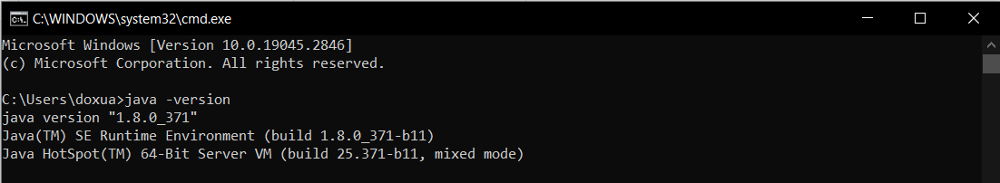 C:\WINDOWS\system32\cmd.exe
Microsoft Windows [Version 10.0.19045.2846]
(c) Microsoft Corporation. All rights reserved.
C:\Users\doxua>java -version
java version "1.8.0_371"
Java(TM) SE Runtime Environment (build 1.8.0_371-b11)
Java HotSpot(TM) 64-Bit Server VM (build 25.371-b11, mixed mode)